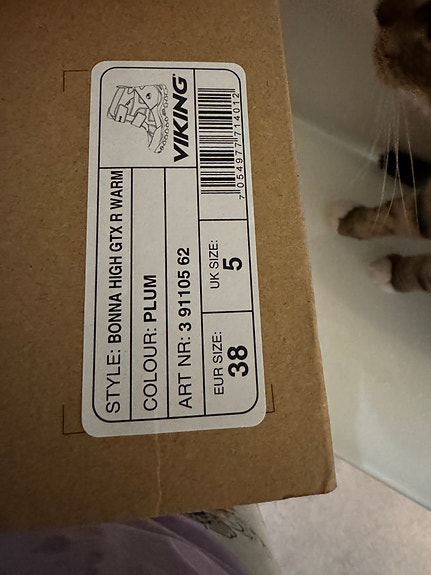 VIKING
7 054977 714012
STYLE: BONNA HIGH GTX R WARM
COLOUR: PLUM
ART NR: 3 91105 62
EUR SIZE: UK SIZE:
38 5